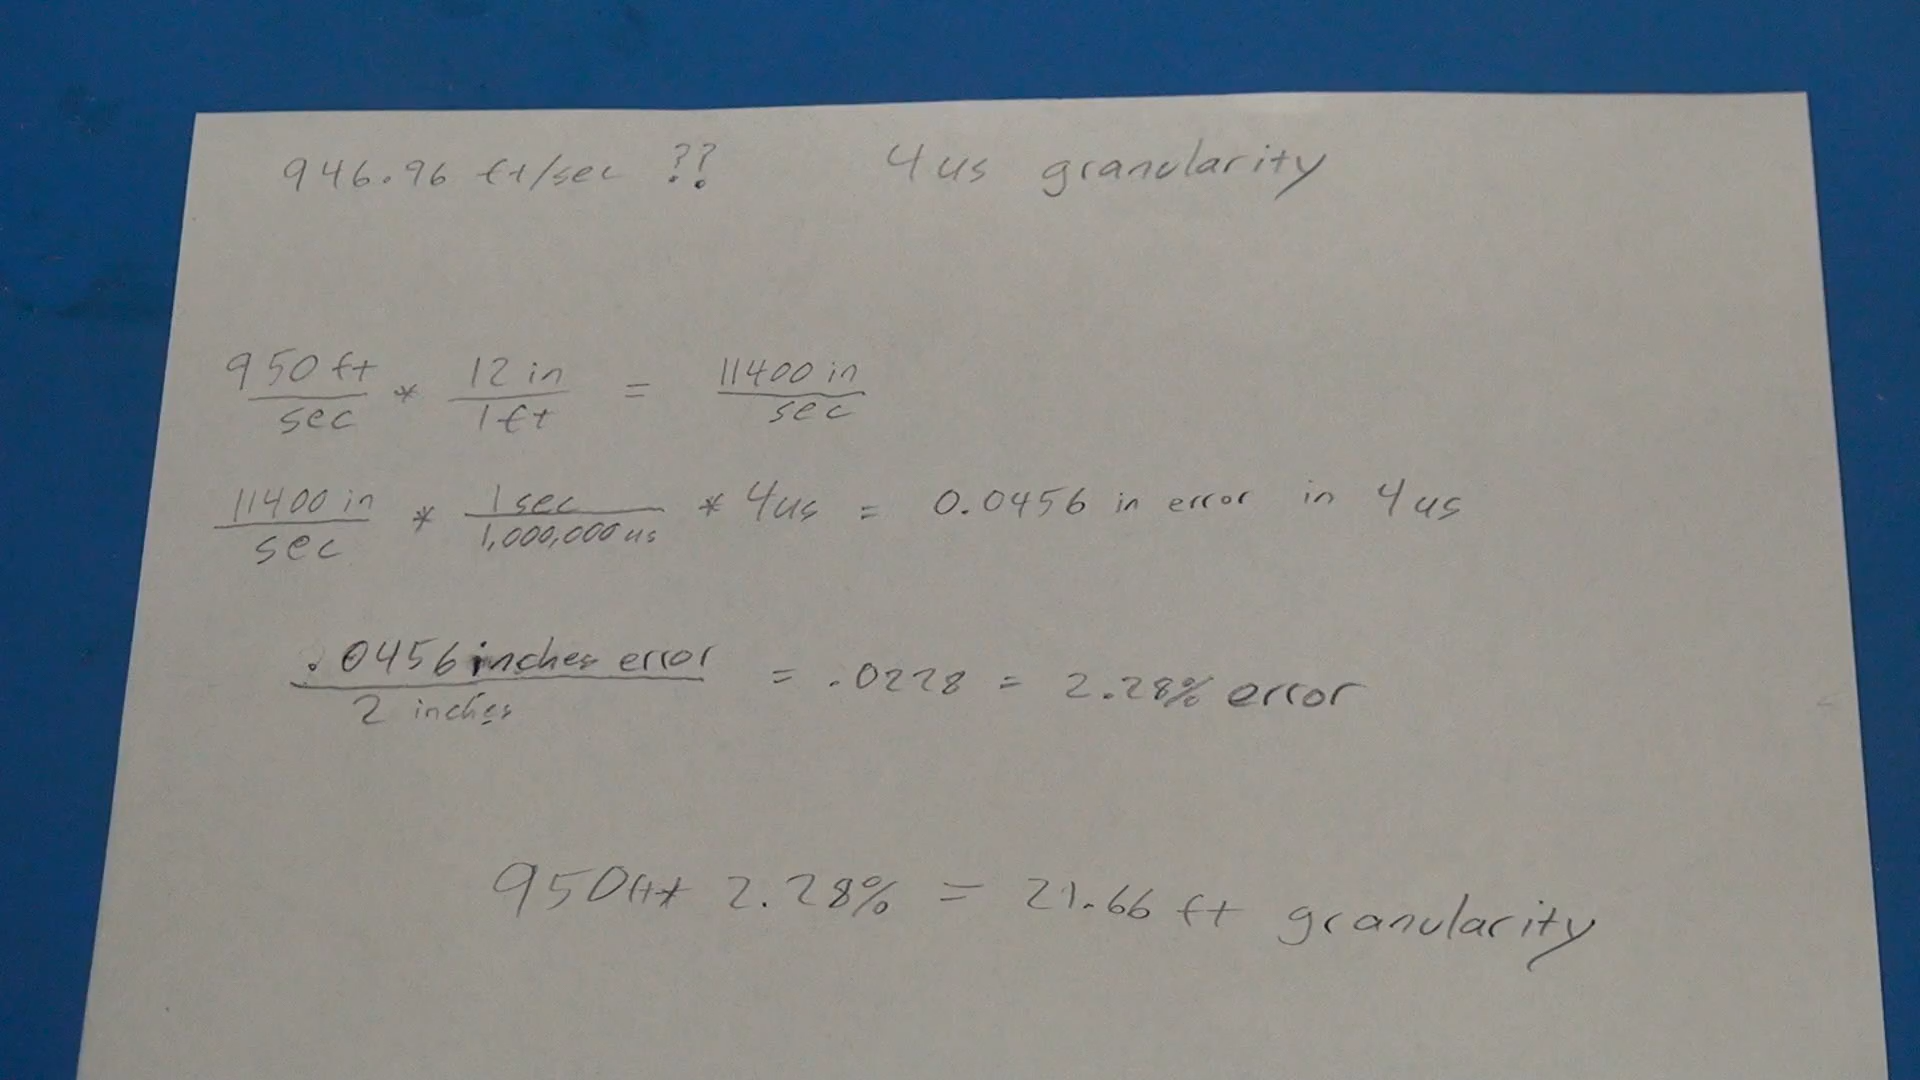 946.96 ft/sec ?? 4us granularity
950 ft / sec * 12 in / 1 ft = 11400 in / sec
11400 in / sec * 1 sec / 1,000,000 us * 4us = 0.0456 in error in 4us
.0456 inches error / 2 inches = .0228 = 2.28% error
950ft * 2.28% = 21.66 ft granularity